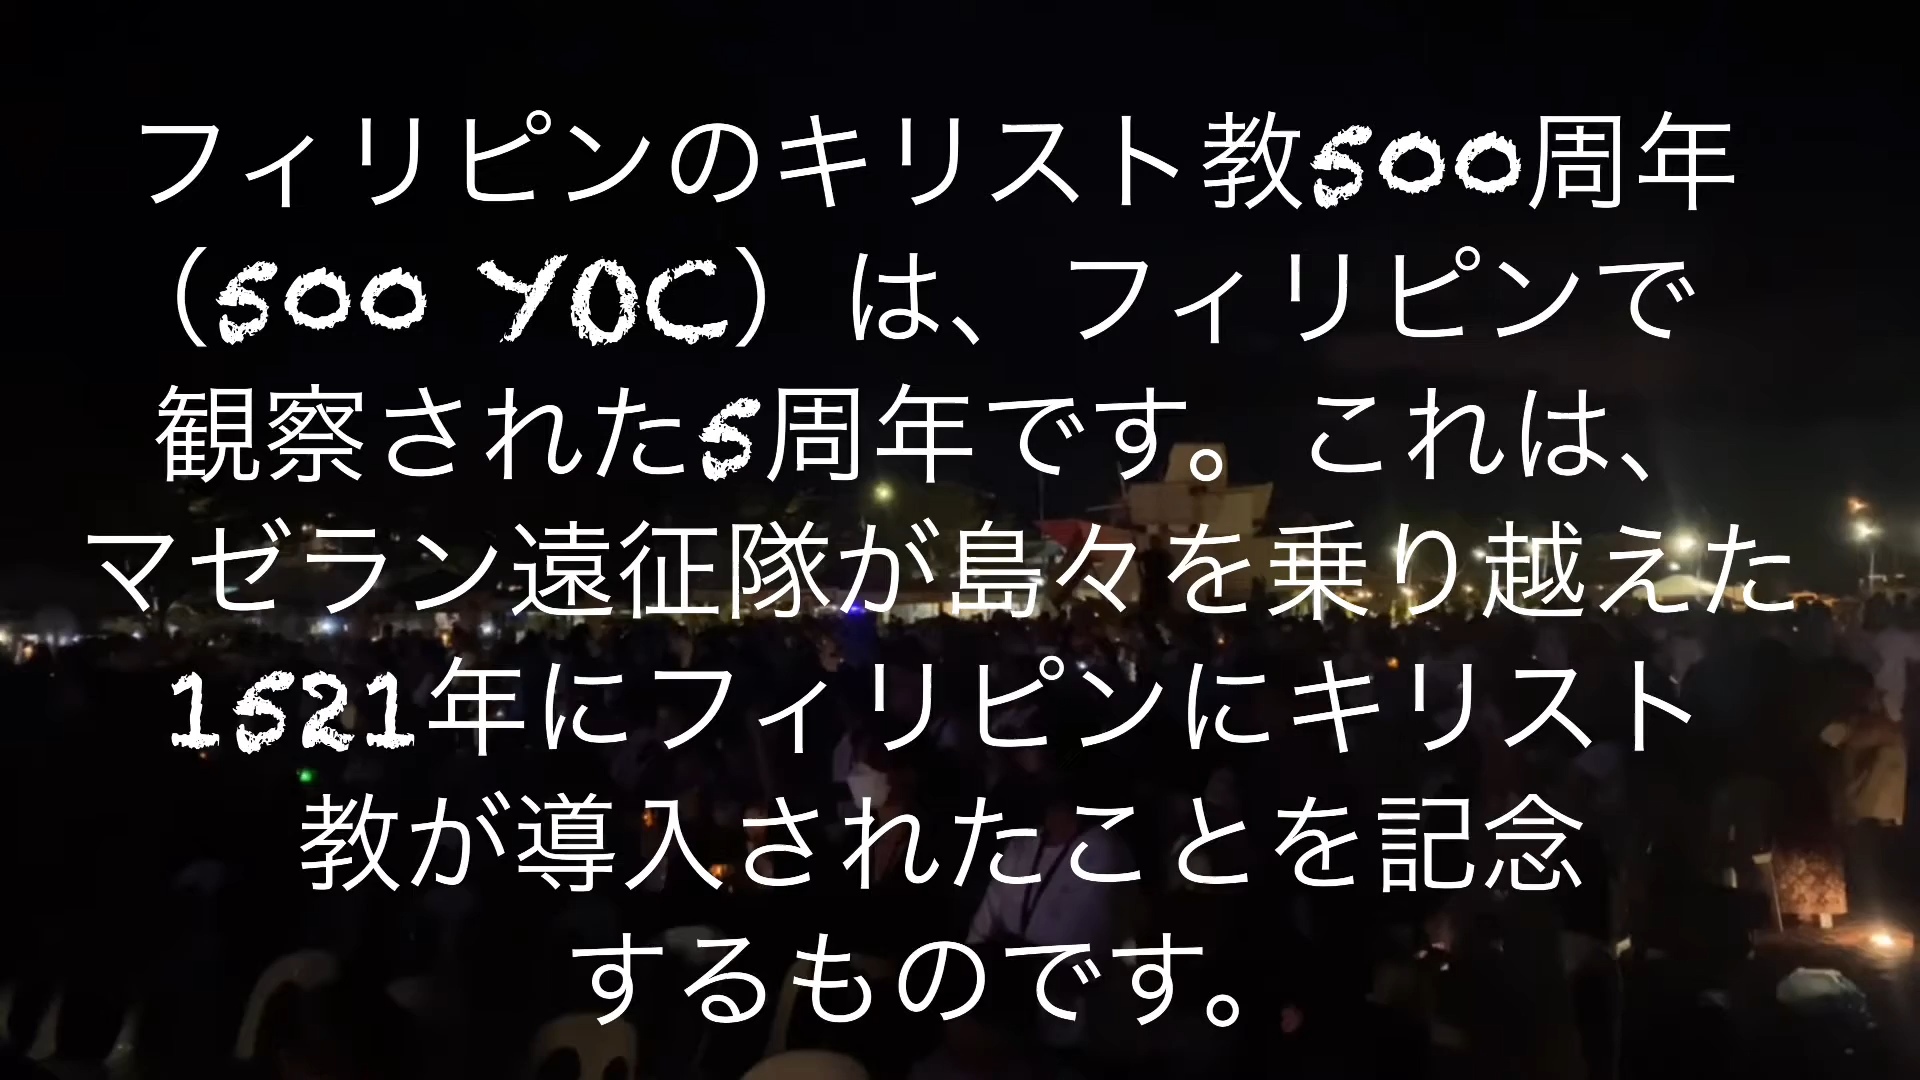 フィリピンのキリスト教500周年
（500 YOC）は、フィリピンで
観察された5周年です。これは、
マゼラン遠征隊が島々を乗り越えた
1521年にフィリピンにキリスト
教が導入されたことを記念
するものです。